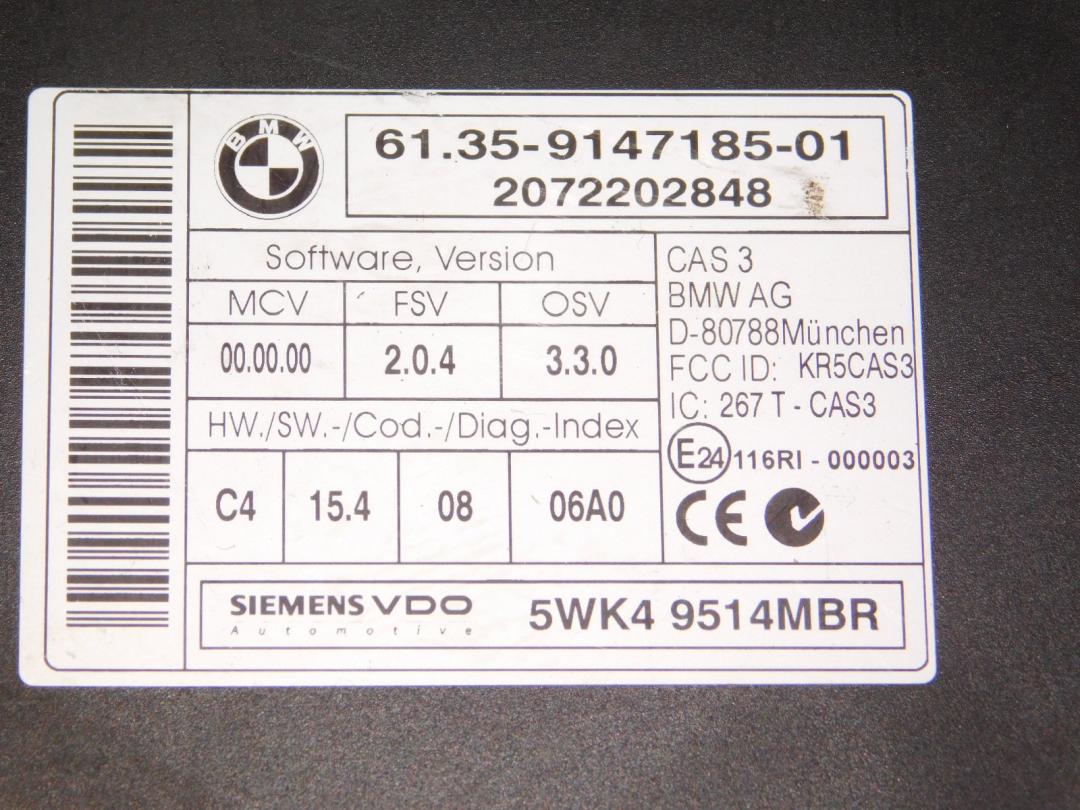 BMW
61.35-9147185-01
2072202848
Software, Version
MCV FSV OSV
00.00.00 2.0.4 3.3.0
HW./SW.-/Cod.-/Diag.-Index
C4 15.4 08 06A0
CAS 3
BMW AG
D-80788München
FCC ID: KR5CAS3
IC: 267 T - CAS3
E24 116RI - 000003
CE
SIEMENS VDO
Automotive
5WK4 9514MBR